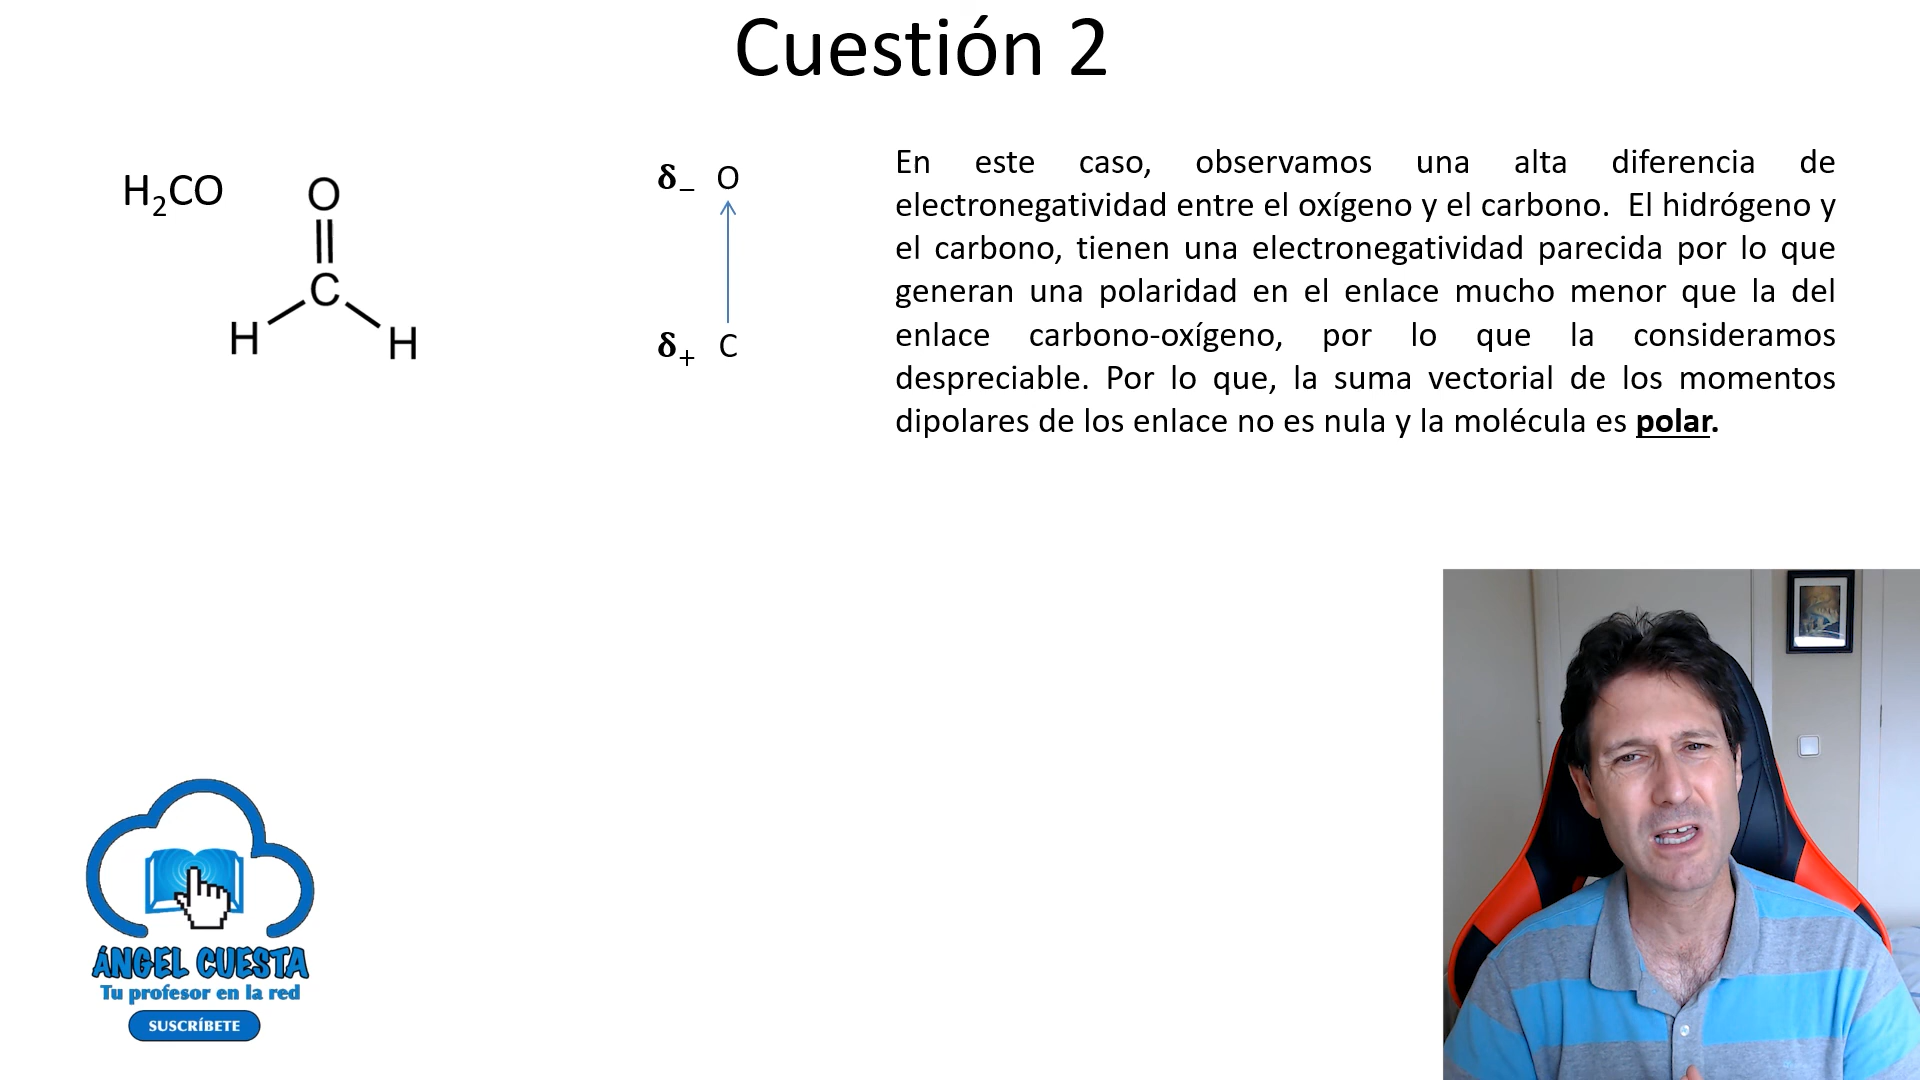 Cuestión 2
H₂CO
O
C
H
H
δ₋ O
δ₊ C
En este caso, observamos una alta diferencia de
electronegatividad entre el oxígeno y el carbono. El hidrógeno y
el carbono, tienen una electronegatividad parecida por lo que
generan una polaridad en el enlace mucho menor que la del
enlace carbono-oxígeno, por lo que la consideramos
despreciable. Por lo que, la suma vectorial de los momentos
dipolares de los enlace no es nula y la molécula es polar.
ÁNGEL CUESTA
Tu profesor en la red
SUSCRÍBETE